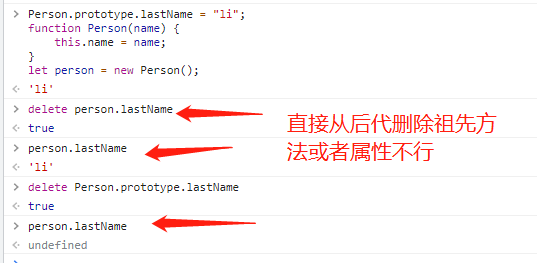 > Person.prototype.lastName = "li";
function Person(name) {
this.name = name;
}
let person = new Person();
< 'li'
> delete person.lastName
< true
直接从后代删除祖先方
法或者属性不行
> person.lastName
< 'li'
> delete Person.prototype.lastName
< true
> person.lastName
< undefined